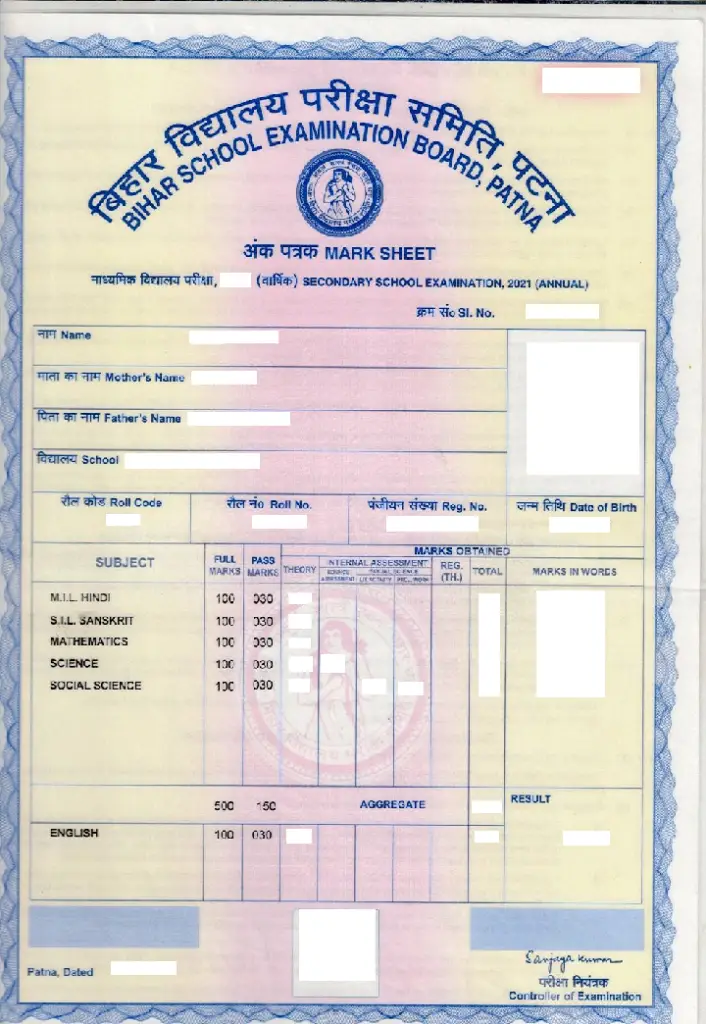 बिहार विद्यालय परीक्षा समिति, पटना
BIHAR SCHOOL EXAMINATION BOARD, PATNA
अंक पत्रक MARK SHEET
माध्यमिक विद्यालय परीक्षा, (वार्षिक) SECONDARY SCHOOL EXAMINATION, 2021 (ANNUAL)
क्रम सं० Sl. No.
नाम Name
माता का नाम Mother's Name
पिता का नाम Father's Name
विद्यालय School
रौल कोड Roll Code रौल नं० Roll No. पंजीयन संख्या Reg. No. जन्म तिथि Date of Birth
MARKS OBTAINED
SUBJECT FULL MARKS PASS MARKS THEORY INTERNAL ASSESSMENT REG. (TH.) TOTAL MARKS IN WORDS
M.I.L. HINDI 100 030
S.I.L. SANSKRIT 100 030
MATHEMATICS 100 030
SCIENCE 100 030
SOCIAL SCIENCE 100 030
500 150 AGGREGATE RESULT
ENGLISH 100 030
Sanjay Kumar
Patna, Dated
परीक्षा नियंत्रक
Controller of Examination